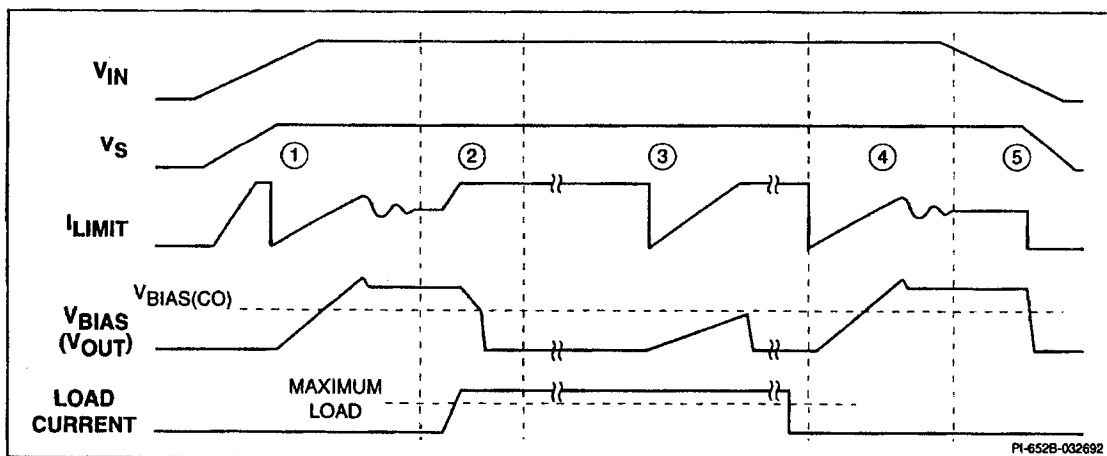 VIN
VS
① ② ③ ④ ⑤
ILIMIT
VBIAS(CO)
VBIAS
(VOUT)
MAXIMUM
LOAD
LOAD
CURRENT
PI-652B-032692